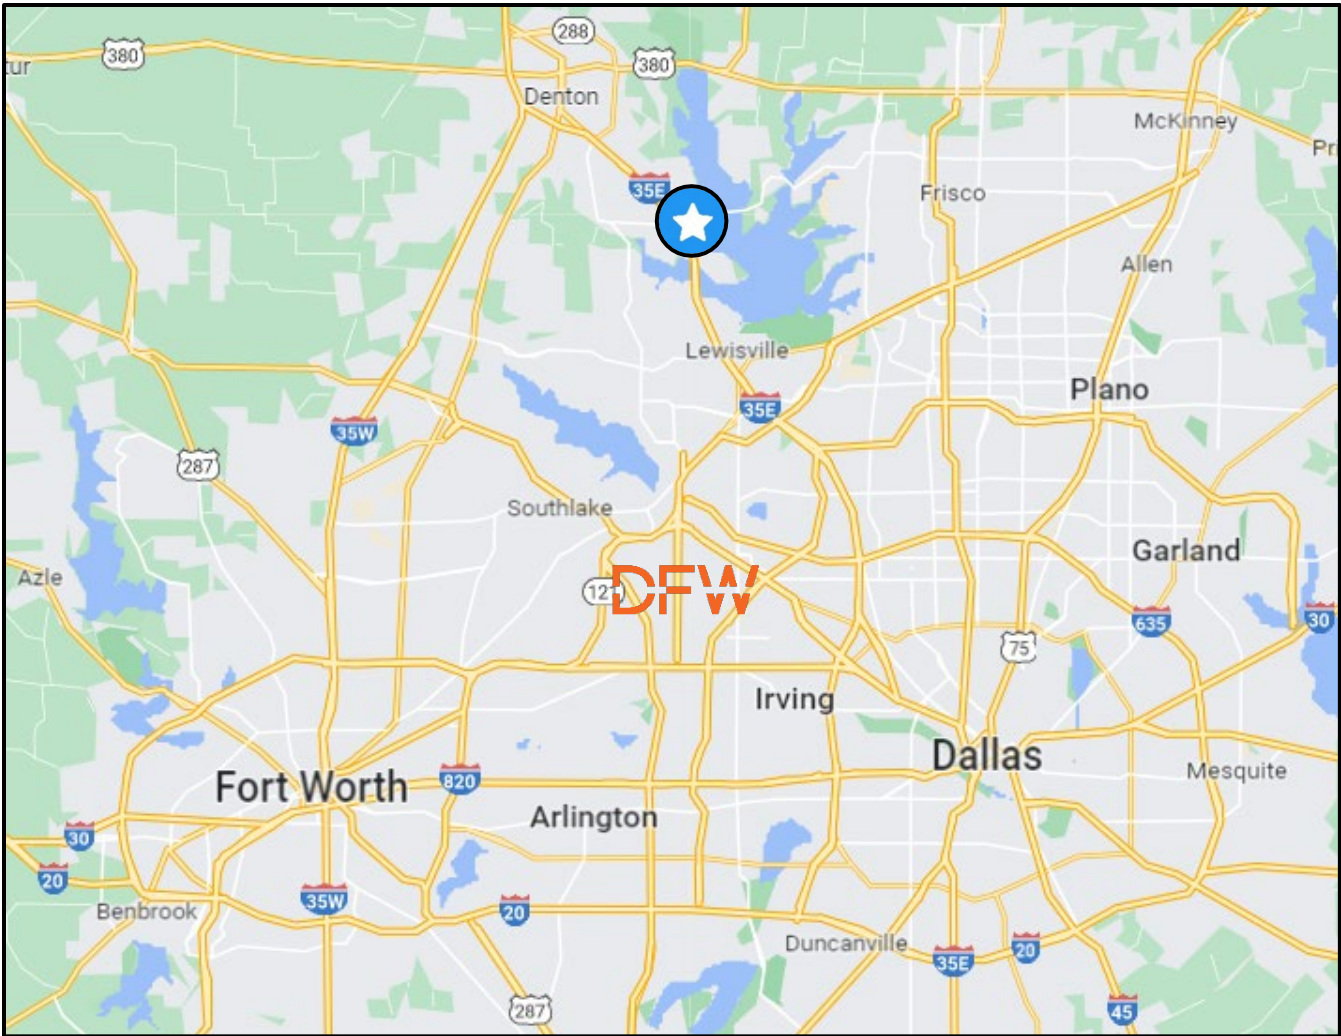 288
380
380
tur
Denton
McKinney
Pri
35E
Frisco
Allen
Lewisville
Plano
35E
35W
287
Southlake
Garland
Azle
121
DFW
635
30
75
Irving
Dallas
Mesquite
Fort Worth
820
Arlington
30
20
35W
Benbrook
20
Duncanville
20
35E
287
45